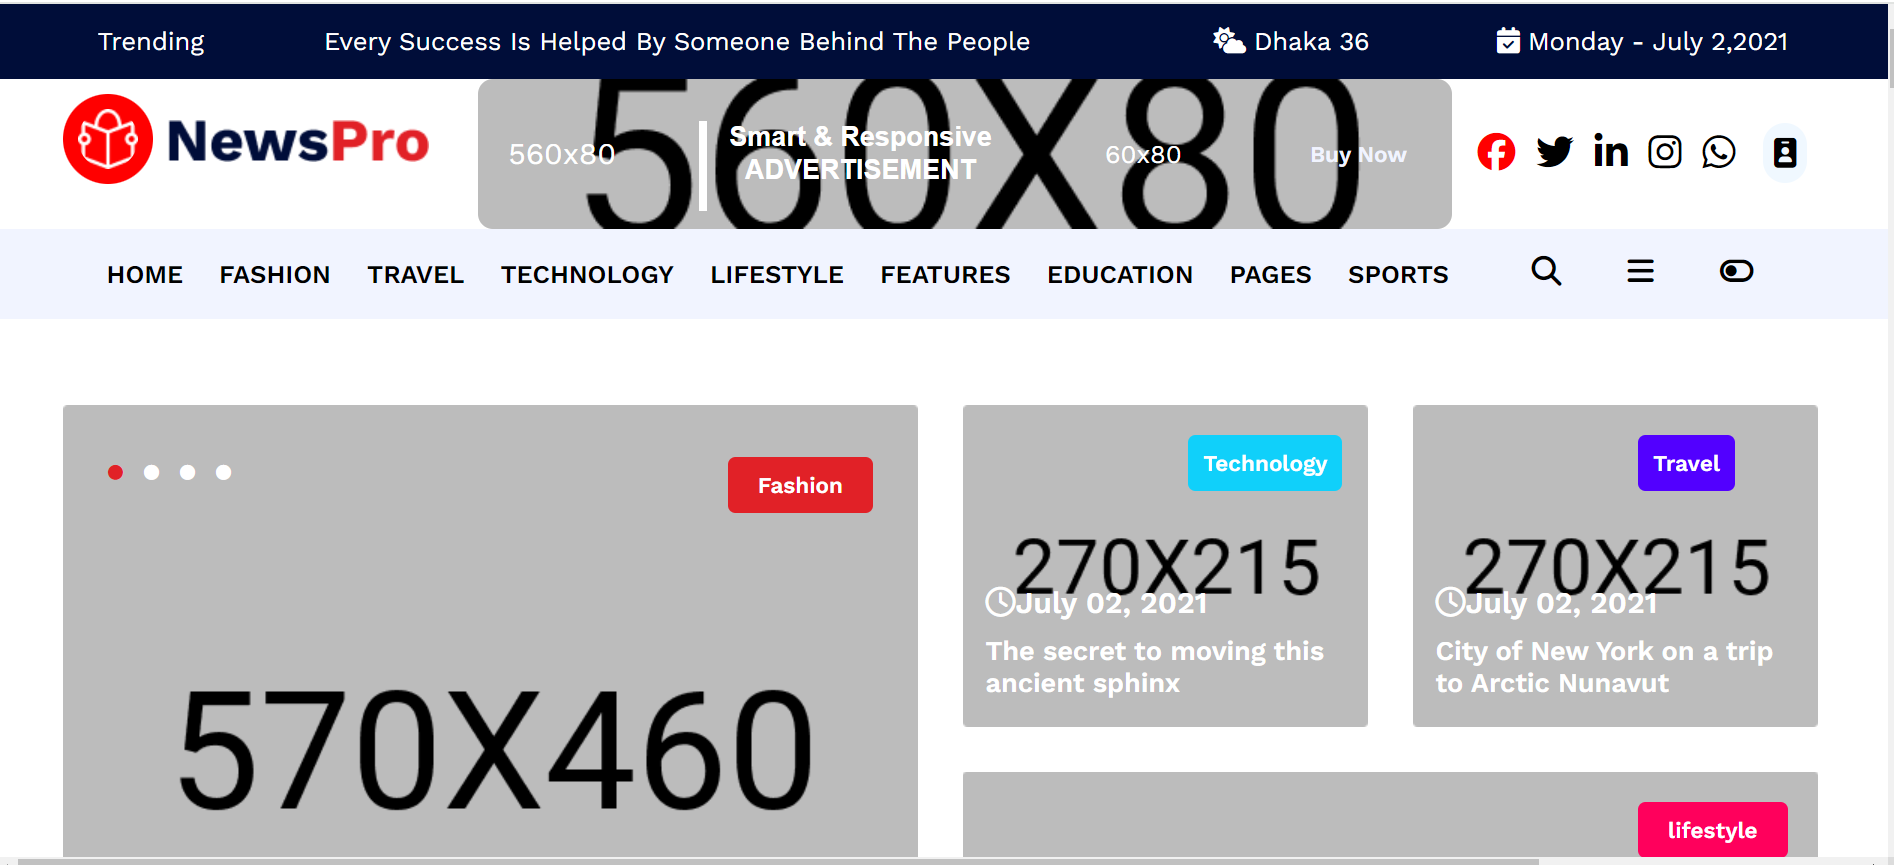 Trending Every Success Is Helped By Someone Behind The People Dhaka 36 Monday - July 2,2021
NewsPro
560X80
560x80
Smart & Responsive
ADVERTISEMENT
60x80
Buy Now
HOME FASHION TRAVEL TECHNOLOGY LIFESTYLE FEATURES EDUCATION PAGES SPORTS
Fashion
570X460
Technology
270X215
July 02, 2021
The secret to moving this
ancient sphinx
Travel
270X215
July 02, 2021
City of New York on a trip
to Arctic Nunavut
lifestyle